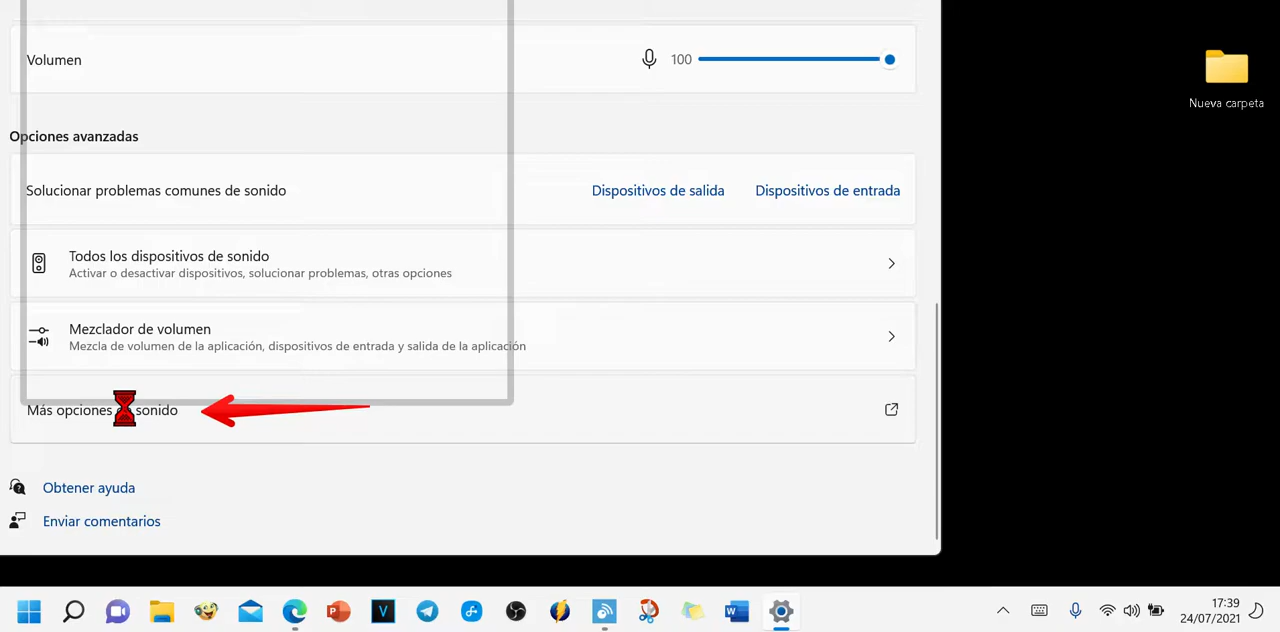 Volumen
100
Nueva carpeta
Opciones avanzadas
Solucionar problemas comunes de sonido
Dispositivos de salida
Dispositivos de entrada
Todos los dispositivos de sonido
Activar o desactivar dispositivos, solucionar problemas, otras opciones
Mezclador de volumen
Mezcla de volumen de la aplicación, dispositivos de entrada y salida de la aplicación
Más opciones de sonido
Obtener ayuda
Enviar comentarios
17:39
24/07/2021